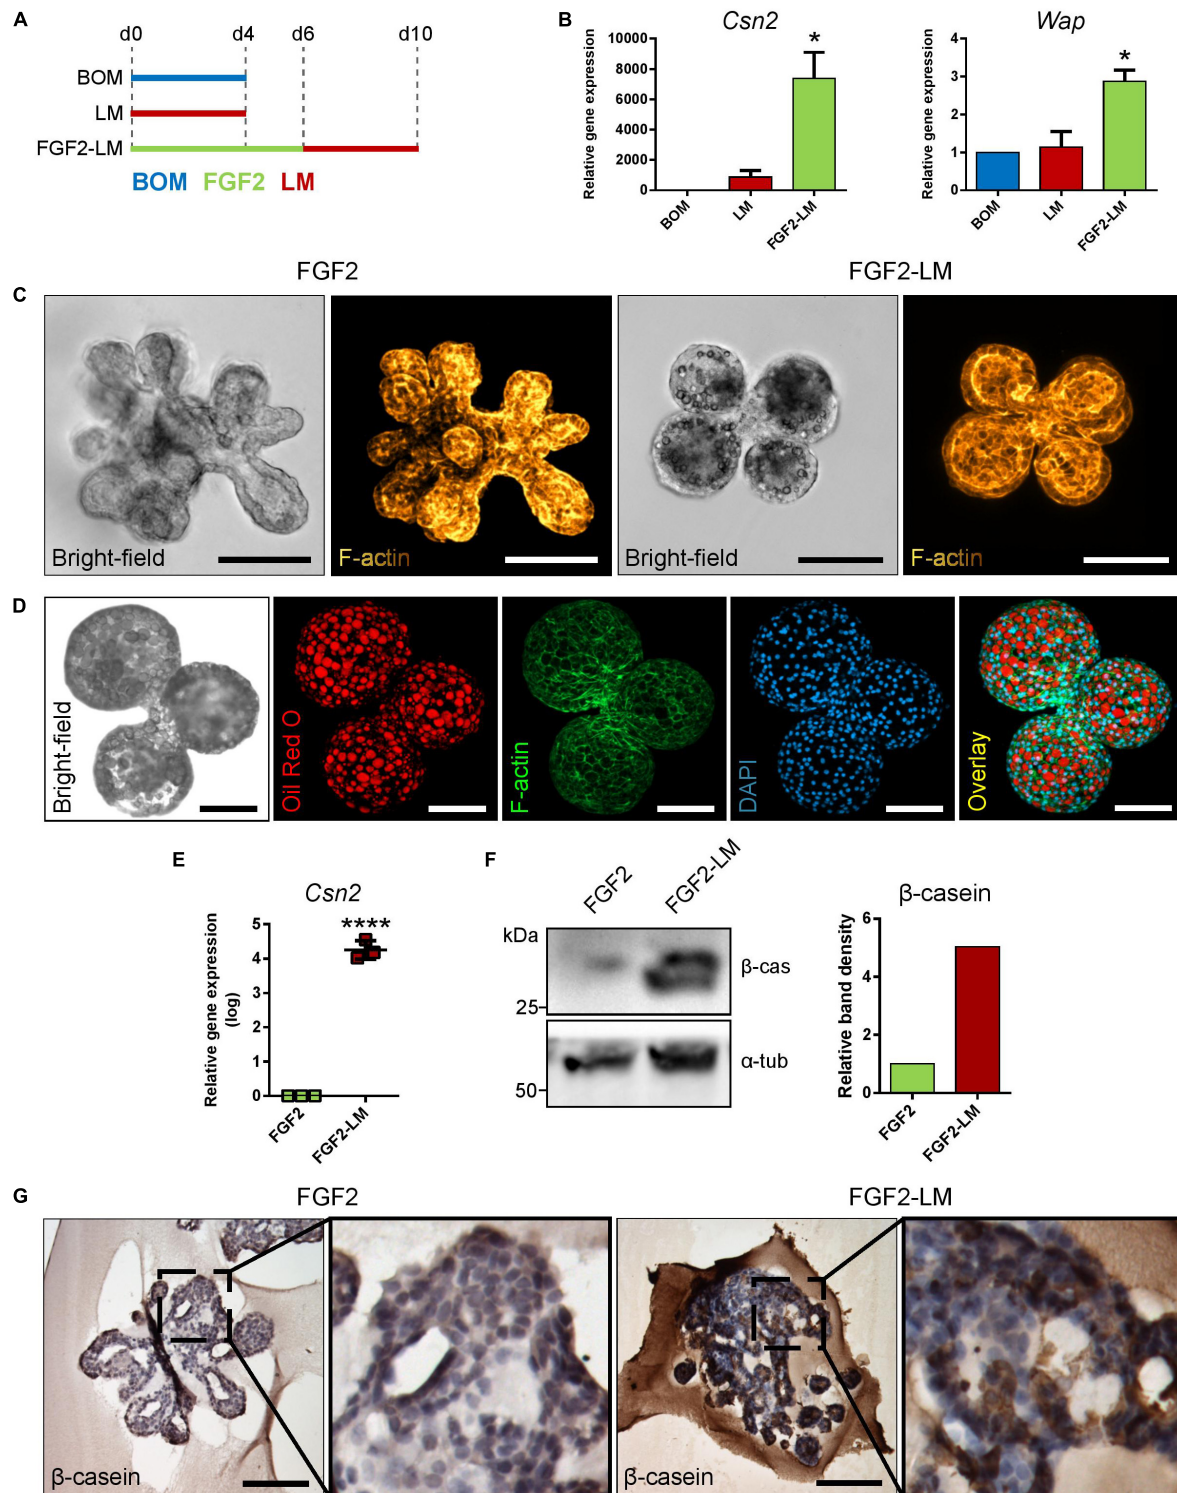 A
d0 d4 d6 d10
BOM
LM
FGF2-LM
BOM FGF2 LM
B
Csn2
Relative gene expression
10000
8000
6000
4000
2000
0
BOM
LM
FGF2-LM
*
Wap
Relative gene expression
4
3
2
1
0
BOM
LM
FGF2-LM
*
C
FGF2
FGF2-LM
Bright-field
F-actin
Bright-field
F-actin
D
Bright-field
Oil Red O
F-actin
DAPI
Overlay
E
Csn2
Relative gene expression
(log)
5
4
3
2
1
0
****
FGF2
FGF2-LM
F
FGF2
FGF2-LM
kDa
25
50
β-cas
α-tub
β-casein
Relative band density
6
4
2
0
FGF2
FGF2-LM
G
FGF2
FGF2-LM
β-casein
β-casein